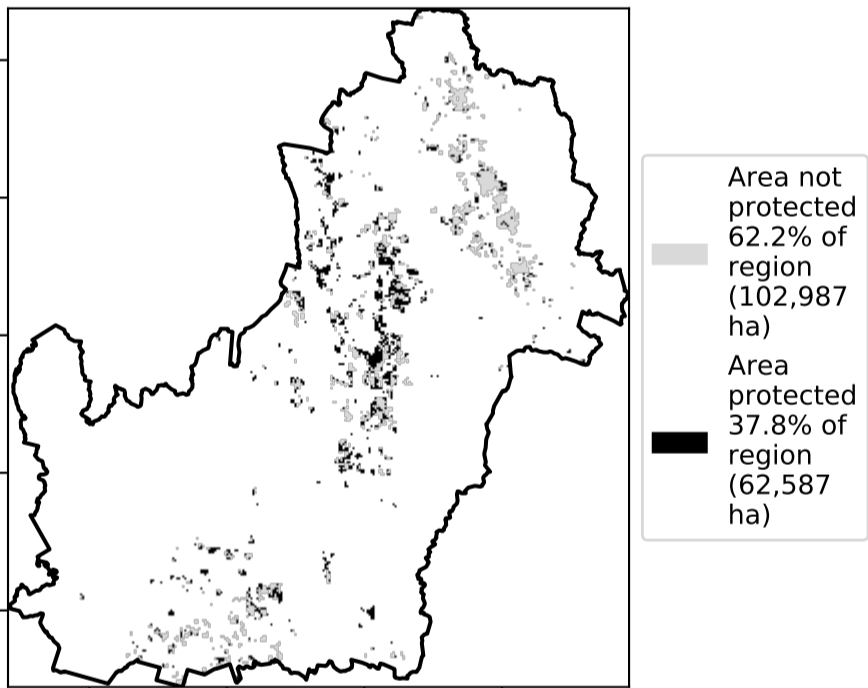 Area not
protected
62.2% of
region
(102,987
ha)
Area
protected
37.8% of
region
(62,587
ha)